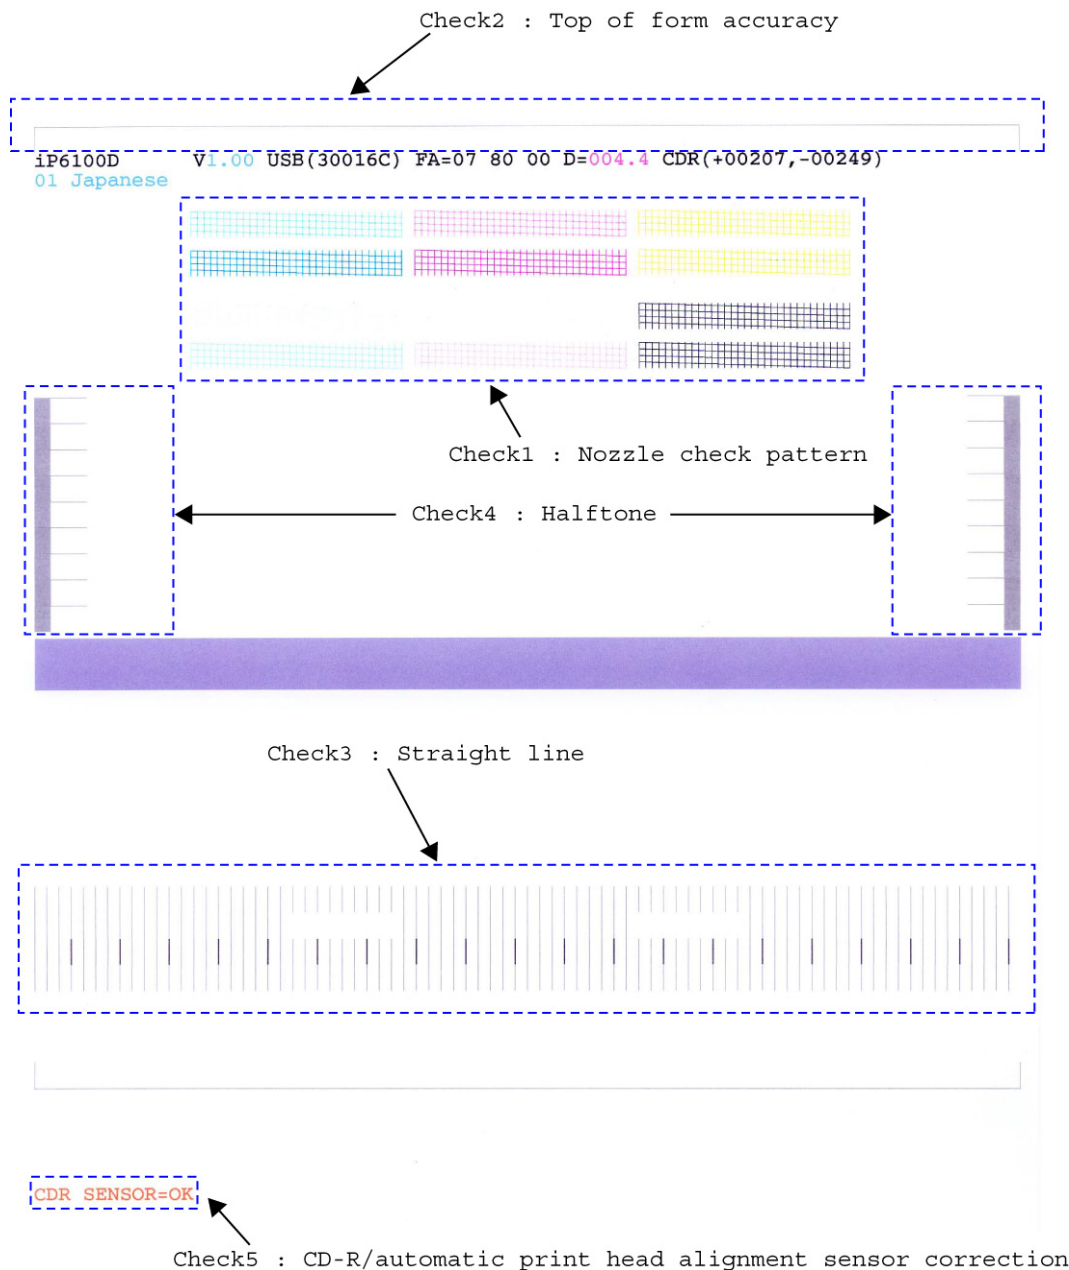 Check2 : Top of form accuracy
iP6100D V1.00 USB(30016C) FA=07 80 00 D=004.4 CDR(+00207,-00249)
01 Japanese
Check1 : Nozzle check pattern
Check4 : Halftone
Check3 : Straight line
CDR SENSOR=OK
Check5 : CD-R/automatic print head alignment sensor correction